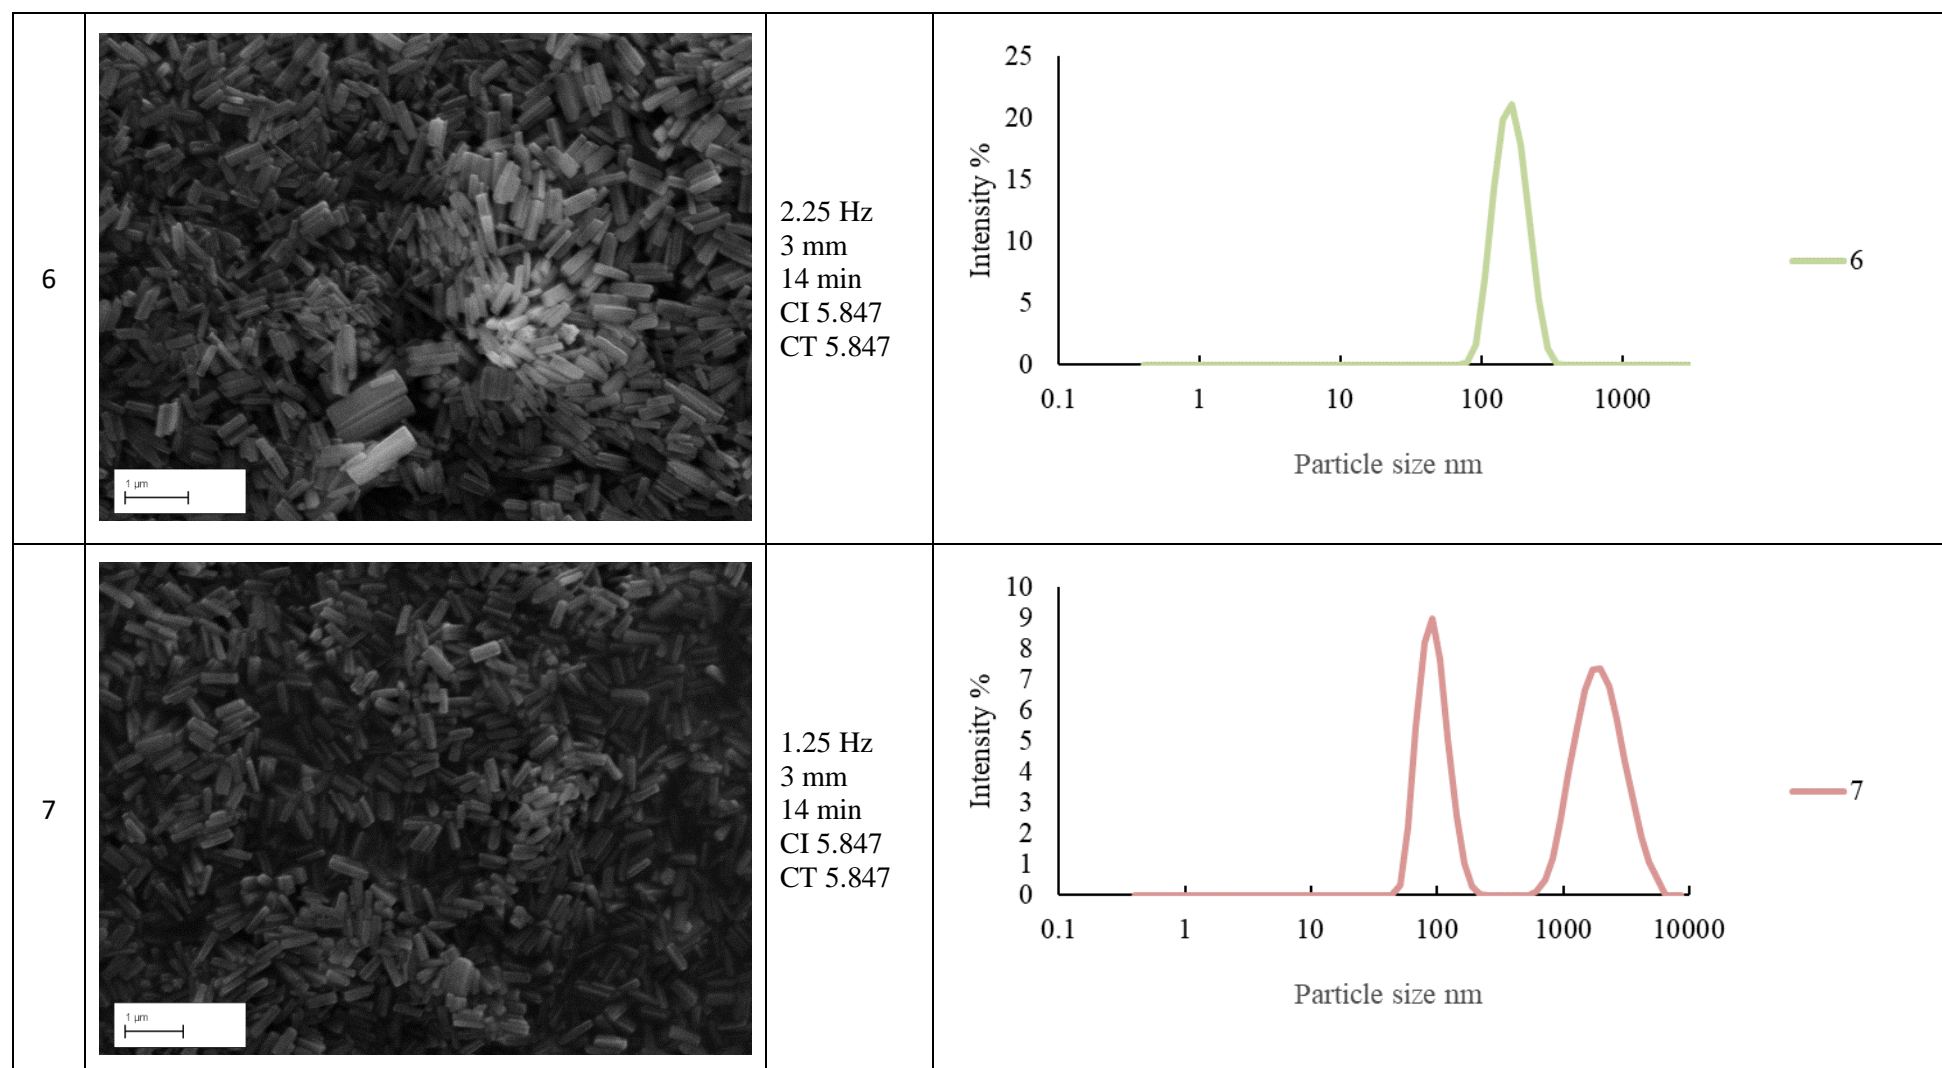 6
1 µm
2.25 Hz
3 mm
14 min
CI 5.847
CT 5.847
25
20
15
10
5
0
Intensity %
0.1 1 10 100 1000
Particle size nm
6
7
1 µm
1.25 Hz
3 mm
14 min
CI 5.847
CT 5.847
10
9
8
7
6
5
4
3
2
1
0
Intensity %
0.1 1 10 100 1000 10000
Particle size nm
7